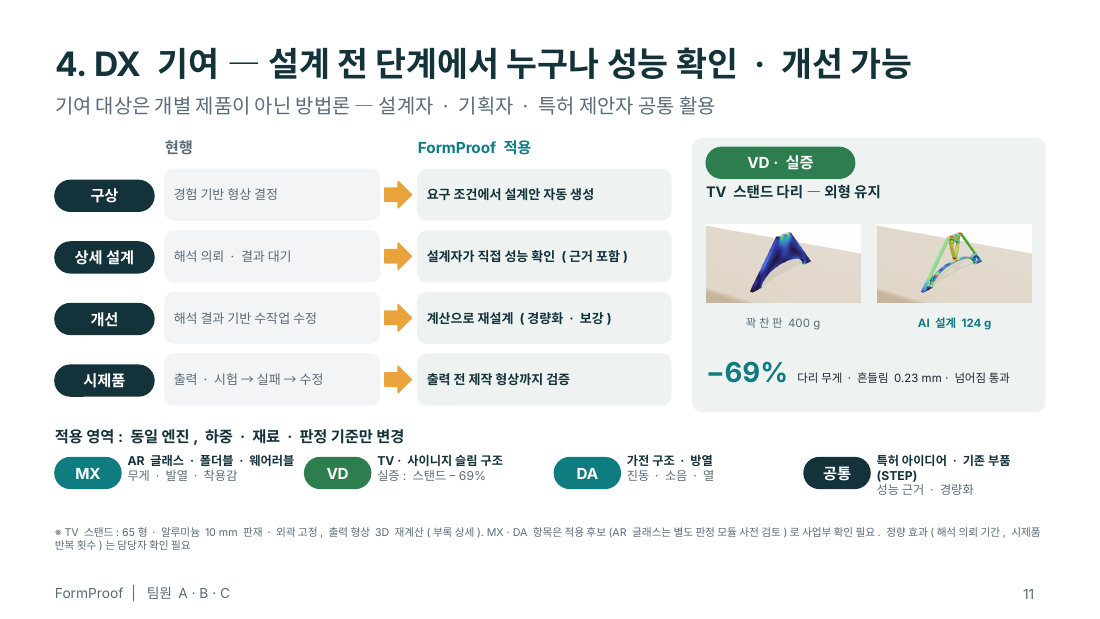 4. DX 기여 — 설계 전 단계에서 누구나 성능 확인 · 개선 가능
기여 대상은 개별 제품이 아닌 방법론 — 설계자 · 기획자 · 특허 제안자 공통 활용
현행
FormProof 적용
구상
경험 기반 형상 결정
요구 조건에서 설계안 자동 생성
상세 설계
해석 의뢰 · 결과 대기
설계자가 직접 성능 확인 ( 근거 포함 )
개선
해석 결과 기반 수작업 수정
계산으로 재설계 ( 경량화 · 보강 )
시제품
출력 · 시험 → 실패 → 수정
출력 전 제작 형상까지 검증
VD · 실증
TV 스탠드 다리 — 외형 유지
꽉 찬 판 400 g
AI 설계 124 g
−69%
다리 무게 · 흔들림 0.23 mm · 넘어짐 통과
적용 영역 : 동일 엔진 , 하중 · 재료 · 판정 기준만 변경
MX
AR 글래스 · 폴더블 · 웨어러블
무게 · 발열 · 착용감
VD
TV · 사이니지 슬림 구조
실증 : 스탠드 – 69%
DA
가전 구조 · 방열
진동 · 소음 · 열
공통
특허 아이디어 · 기존 부품
(STEP)
성능 근거 · 경량화
※ TV 스탠드 : 65 형 · 알루미늄 10 mm 판재 · 외곽 고정 , 출력 형상 3D 재계산 ( 부록 상세 ). MX · DA 항목은 적용 후보 (AR 글래스는 별도 판정 모듈 사전 검토 ) 로 사업부 확인 필요 . 정량 효과 ( 해석 의뢰 기간 , 시제품
반복 횟수 ) 는 담당자 확인 필요
FormProof │ 팀원 A · B · C
11